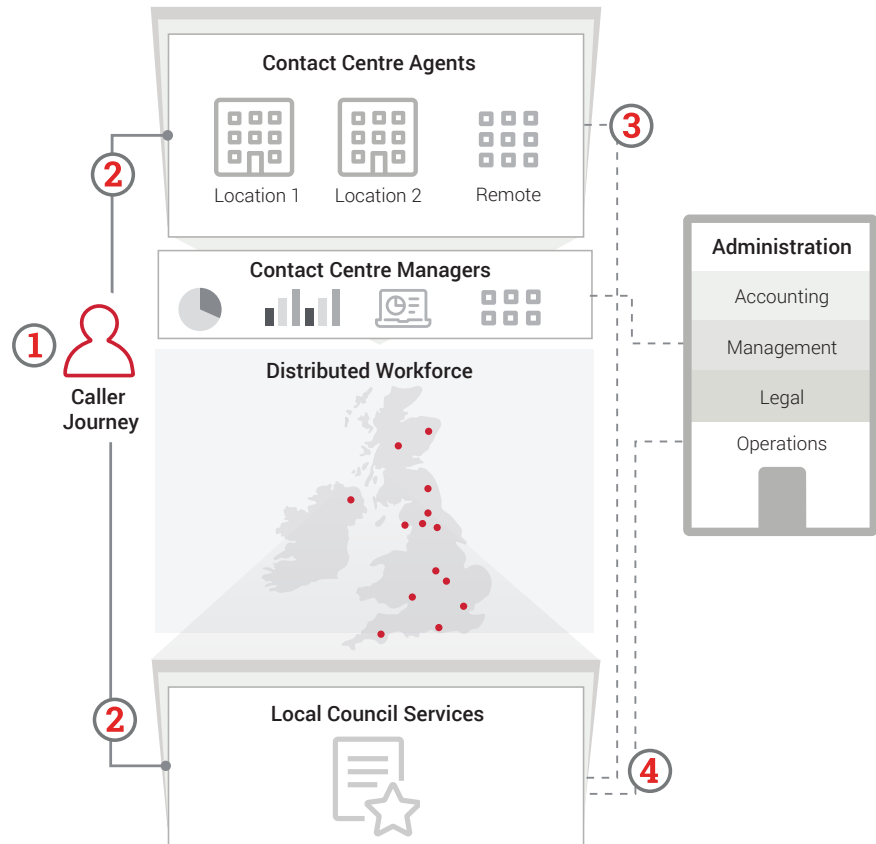 Contact Centre Agents
3
2
Location 1
Location 2
Remote
Administration
Contact Centre Managers
Accounting
1
Management
Distributed Workforce
Caller
Journey
Legal
Operations
2
Local Council Services
4